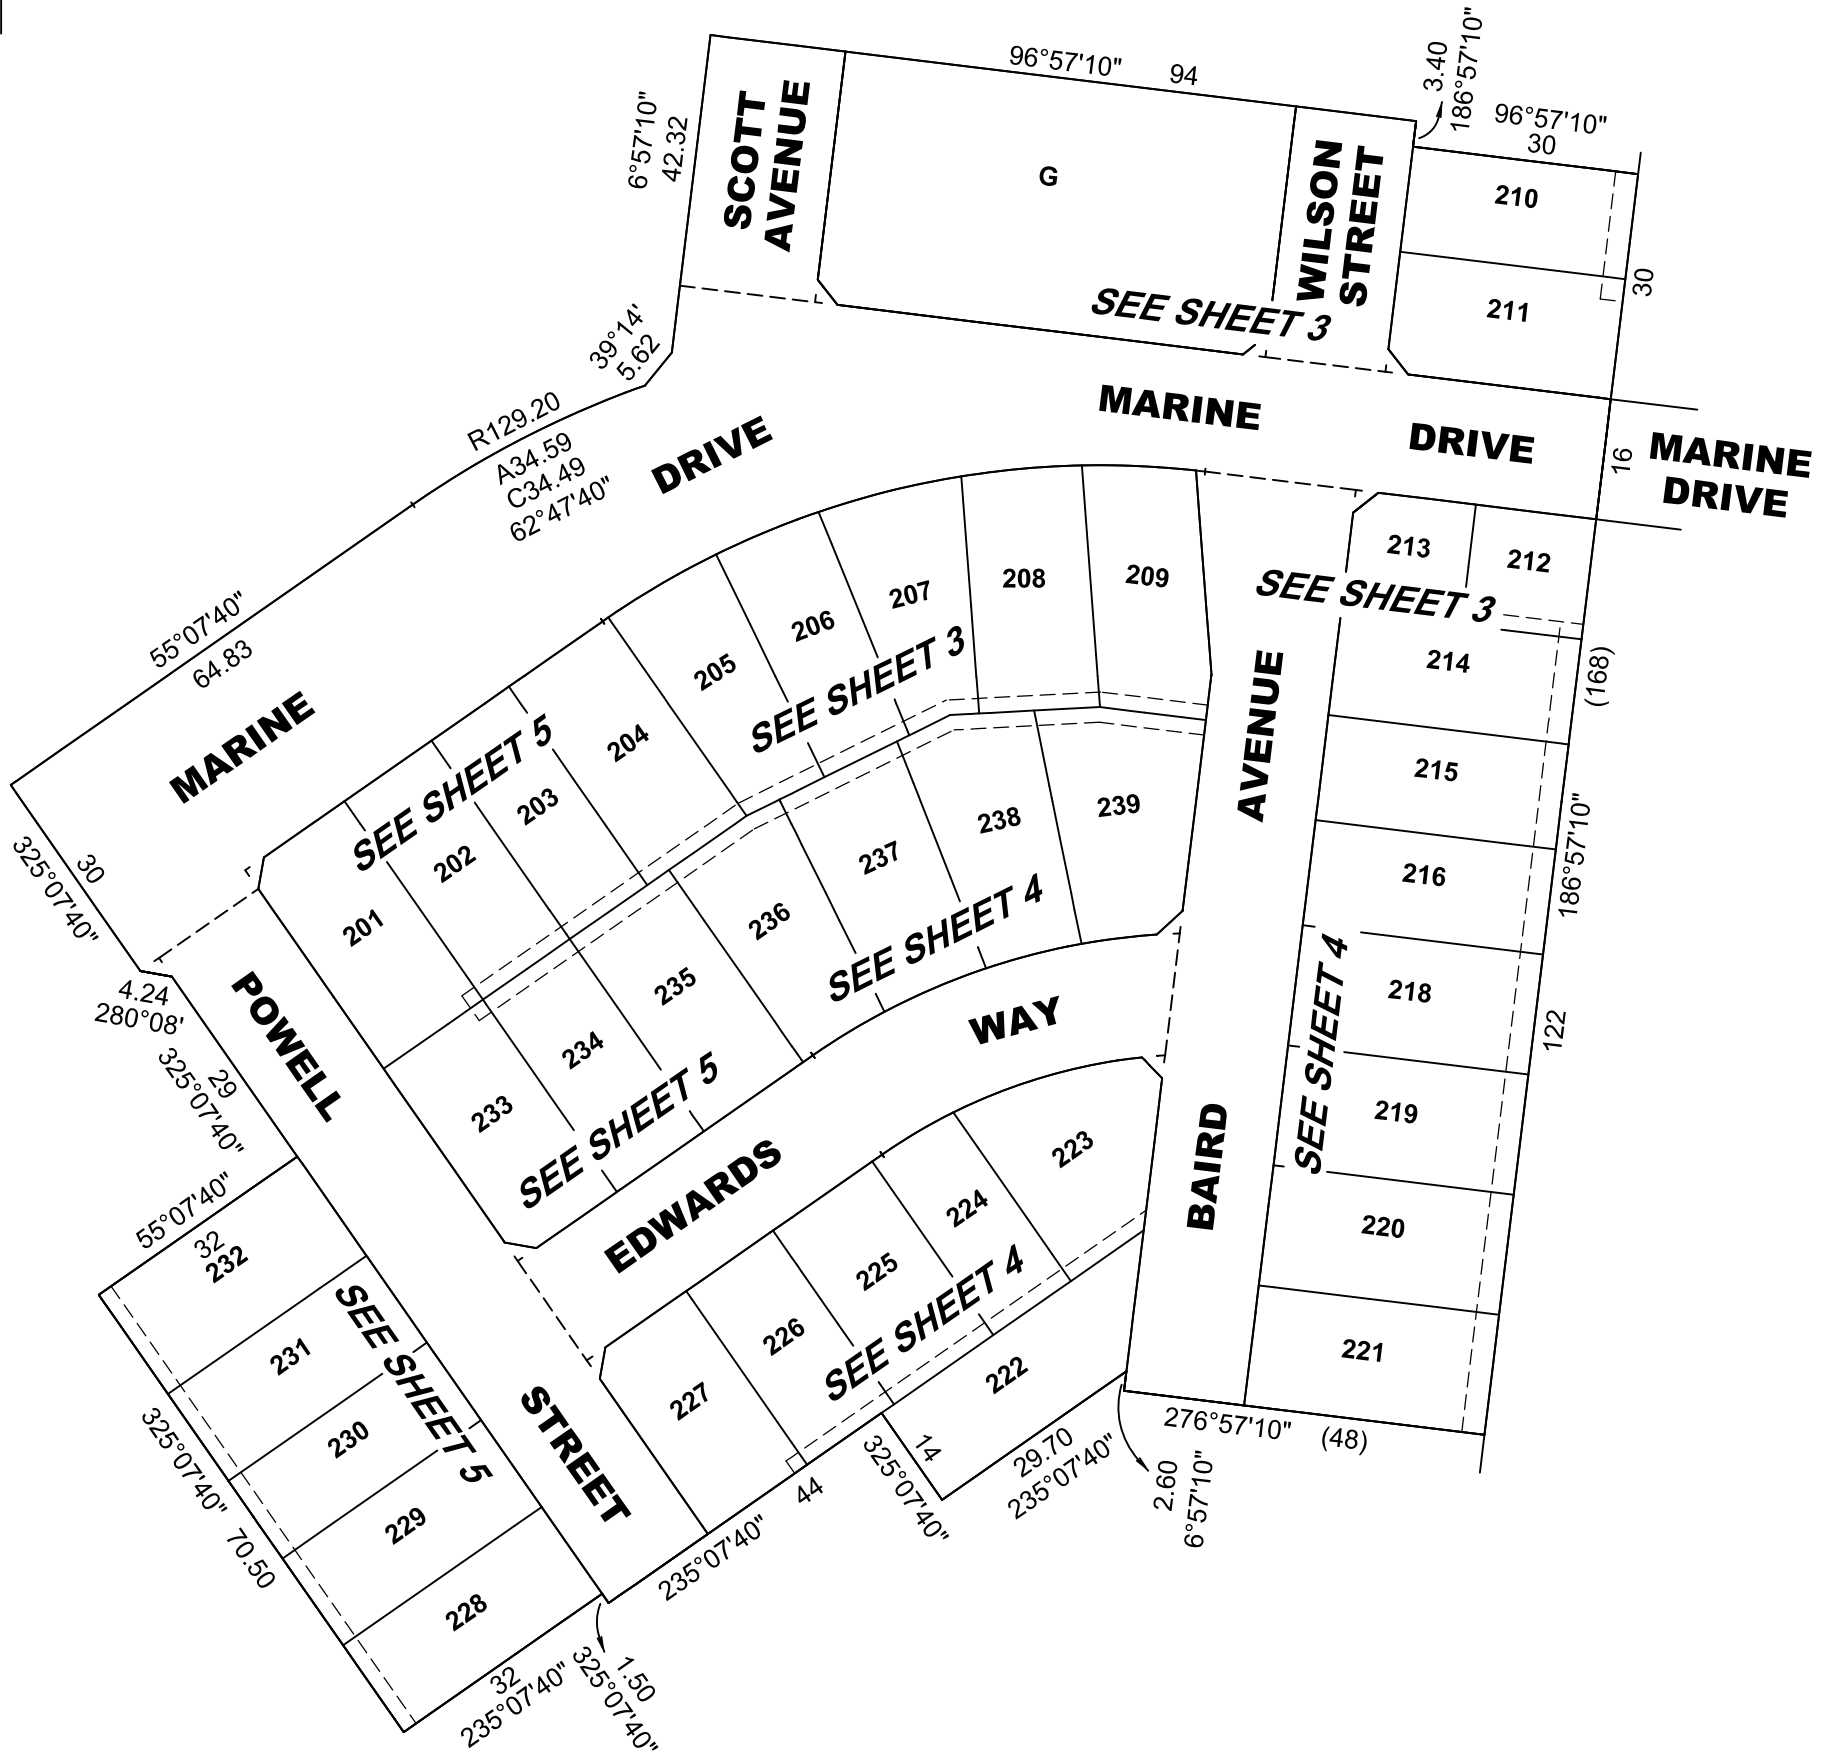 96°57'10" 94
3.40
186°57'10"
96°57'10"
30
6°57'10"
42.32
SCOTT
AVENUE
G
WILSON
STREET
210
211
30
SEE SHEET 3
39°14'
5.62
R129.20
A34.59
C34.49
62°47'40"
DRIVE
MARINE
DRIVE
16
MARINE
DRIVE
55°07'40"
64.83
MARINE
213
212
SEE SHEET 3
209
208
207
206
205
SEE SHEET 3
204
203
202
201
SEE SHEET 5
214
(168)
215
216
186°57'10"
218
219
122
220
221
SEE SHEET 4
AVENUE
BAIRD
239
238
237
236
SEE SHEET 4
235
234
233
SEE SHEET 5
30
325°07'40"
4.24
280°08'
29
325°07'40"
POWELL
STREET
EDWARDS
WAY
223
224
225
226
227
SEE SHEET 4
222
55°07'40"
32
232
231
230
229
228
SEE SHEET 5
325°07'40" 70.50
32
235°07'40"
1.50
325°07'40"
235°07'40"
44
14
325°07'40"
29.70
235°07'40"
2.60
6°57'10"
276°57'10" (48)